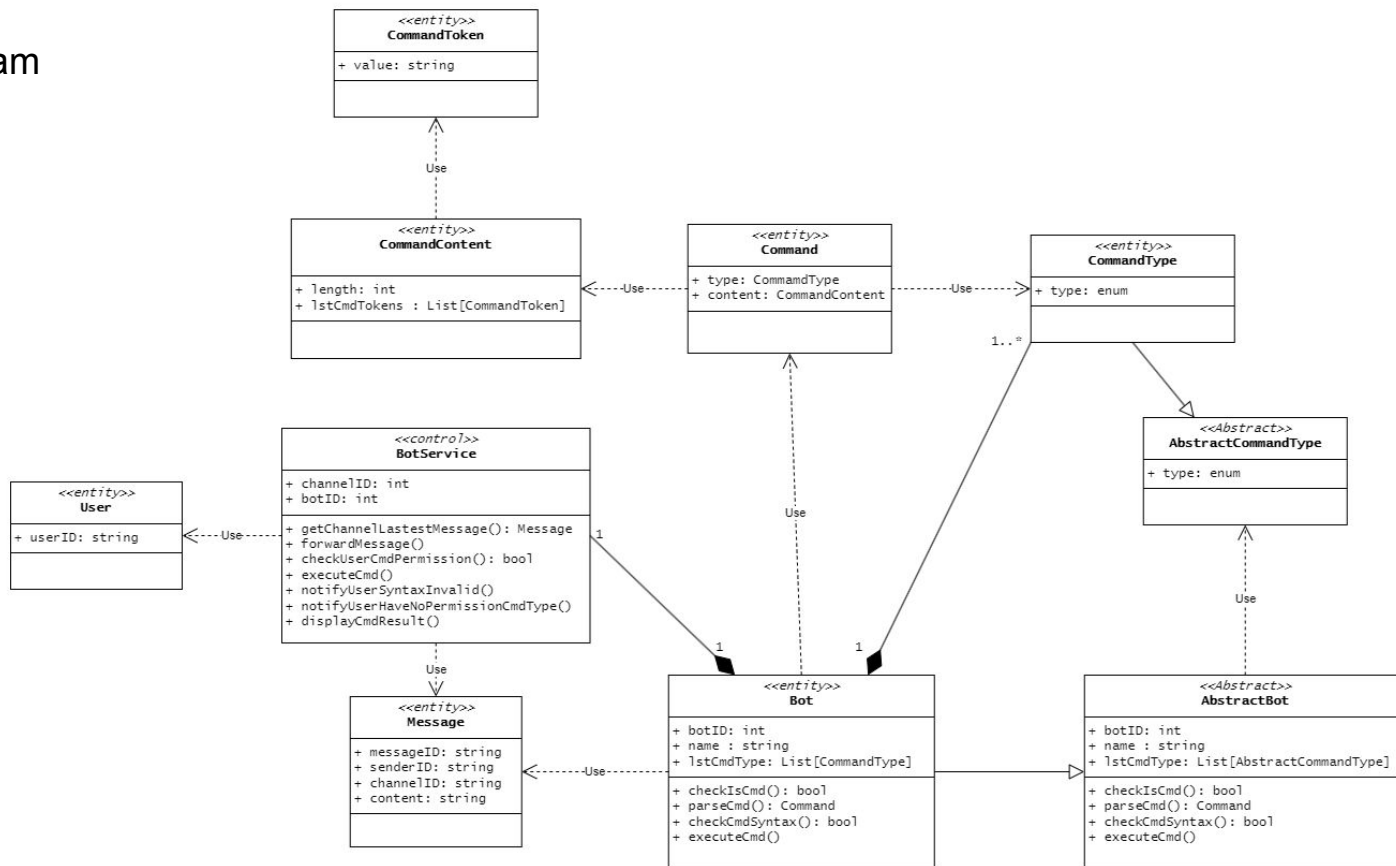 am
<<entity>>
CommandToken
+ value: string
Use
<<entity>>
CommandContent
+ length: int
+ lstCmdTokens : List[CommandToken]
Use
<<entity>>
Command
+ type: CommamdType
+ content: CommandContent
Use
<<entity>>
CommandType
+ type: enum
1..*
<<Abstract>>
AbstractCommandType
+ type: enum
<<control>>
BotService
+ channelID: int
+ botID: int
+ getChannelLastestMessage(): Message
+ forwardMessage()
+ checkUserCmdPermission(): bool
+ executeCmd()
+ notifyUserSyntaxInvalid()
+ notifyUserHaveNoPermissionCmdType()
+ displayCmdResult()
<<entity>>
User
+ userID: string
Use
1
Use
Use
1
1
Use
<<entity>>
Message
+ messageID: string
+ senderID: string
+ channelID: string
+ content: string
Use
<<entity>>
Bot
+ botID: int
+ name : string
+ lstCmdType: List[CommandType]
+ checkIsCmd(): bool
+ parseCmd(): Command
+ checkCmdSyntax(): bool
+ executeCmd()
<<Abstract>>
AbstractBot
+ botID: int
+ name : string
+ lstCmdType: List[AbstractCommandType]
+ checkIsCmd(): bool
+ parseCmd(): Command
+ checkCmdSyntax(): bool
+ executeCmd()